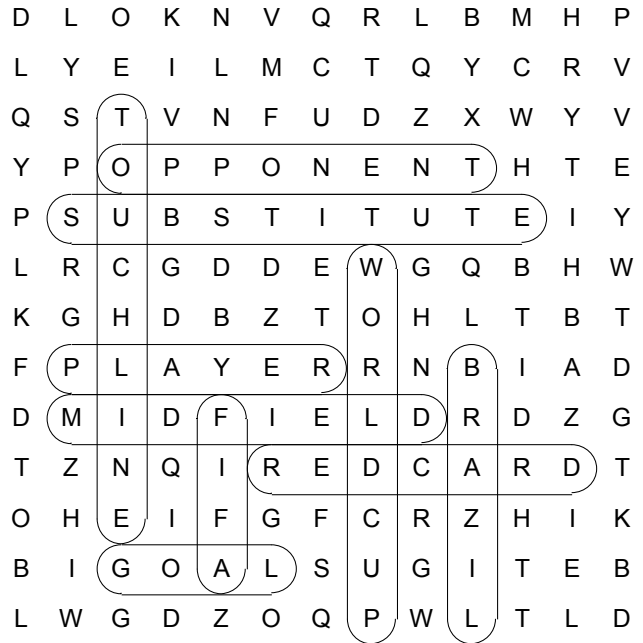 D L O K N V Q R L B M H P
L Y E I L M C T Q Y C R V
Q S T V N F U D Z X W Y V
Y P O P P O N E N T H T E
P S U B S T I T U T E I Y
L R C G D D E W G Q B H W
K G H D B Z T O H L T B T
F P L A Y E R R N B I A D
D M I D F I E L D R D Z G
T Z N Q I R E D C A R D T
O H E I F G F C R Z H I K
B I G O A L S U G I T E B
L W G D Z O Q P W L T L D